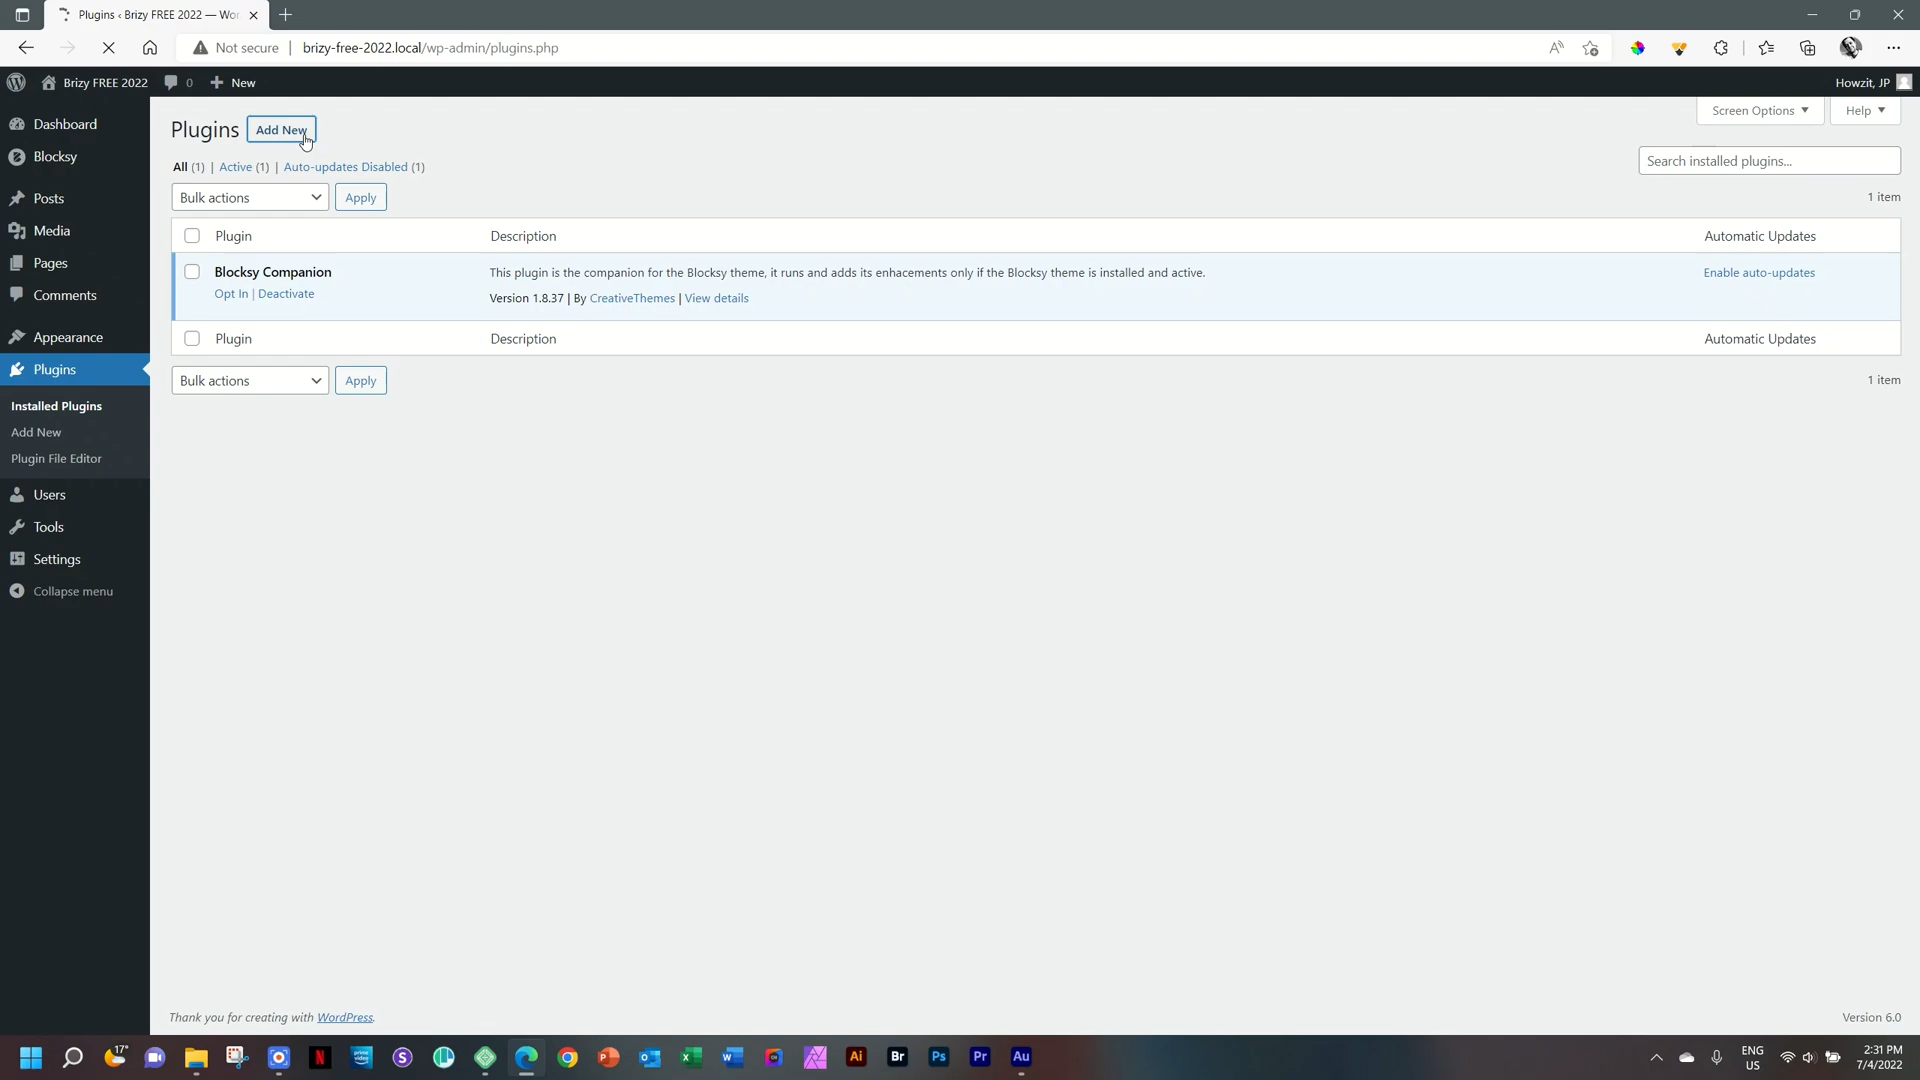 Plugins ‹ Brizy FREE 2022 — Wo
Not secure | brizy-free-2022.local/wp-admin/plugins.php
Brizy FREE 2022 0 New Howzit, JP
Screen Options Help
Dashboard
Blocksy
Posts
Media
Pages
Comments
Appearance
Plugins
Installed Plugins
Add New
Plugin File Editor
Users
Tools
Settings
Collapse menu
Plugins Add New
All (1) | Active (1) | Auto-updates Disabled (1)
Search installed plugins...
Bulk actions Apply 1 item
Plugin Description Automatic Updates
Blocksy Companion This plugin is the companion for the Blocksy theme, it runs and adds its enhacements only if the Blocksy theme is installed and active. Enable auto-updates
Opt In | Deactivate Version 1.8.37 | By CreativeThemes | View details
Plugin Description Automatic Updates
Bulk actions Apply 1 item
Thank you for creating with WordPress. Version 6.0
17° Ai Br Ps Pr Au
ENG
US
2:31 PM
7/4/2022